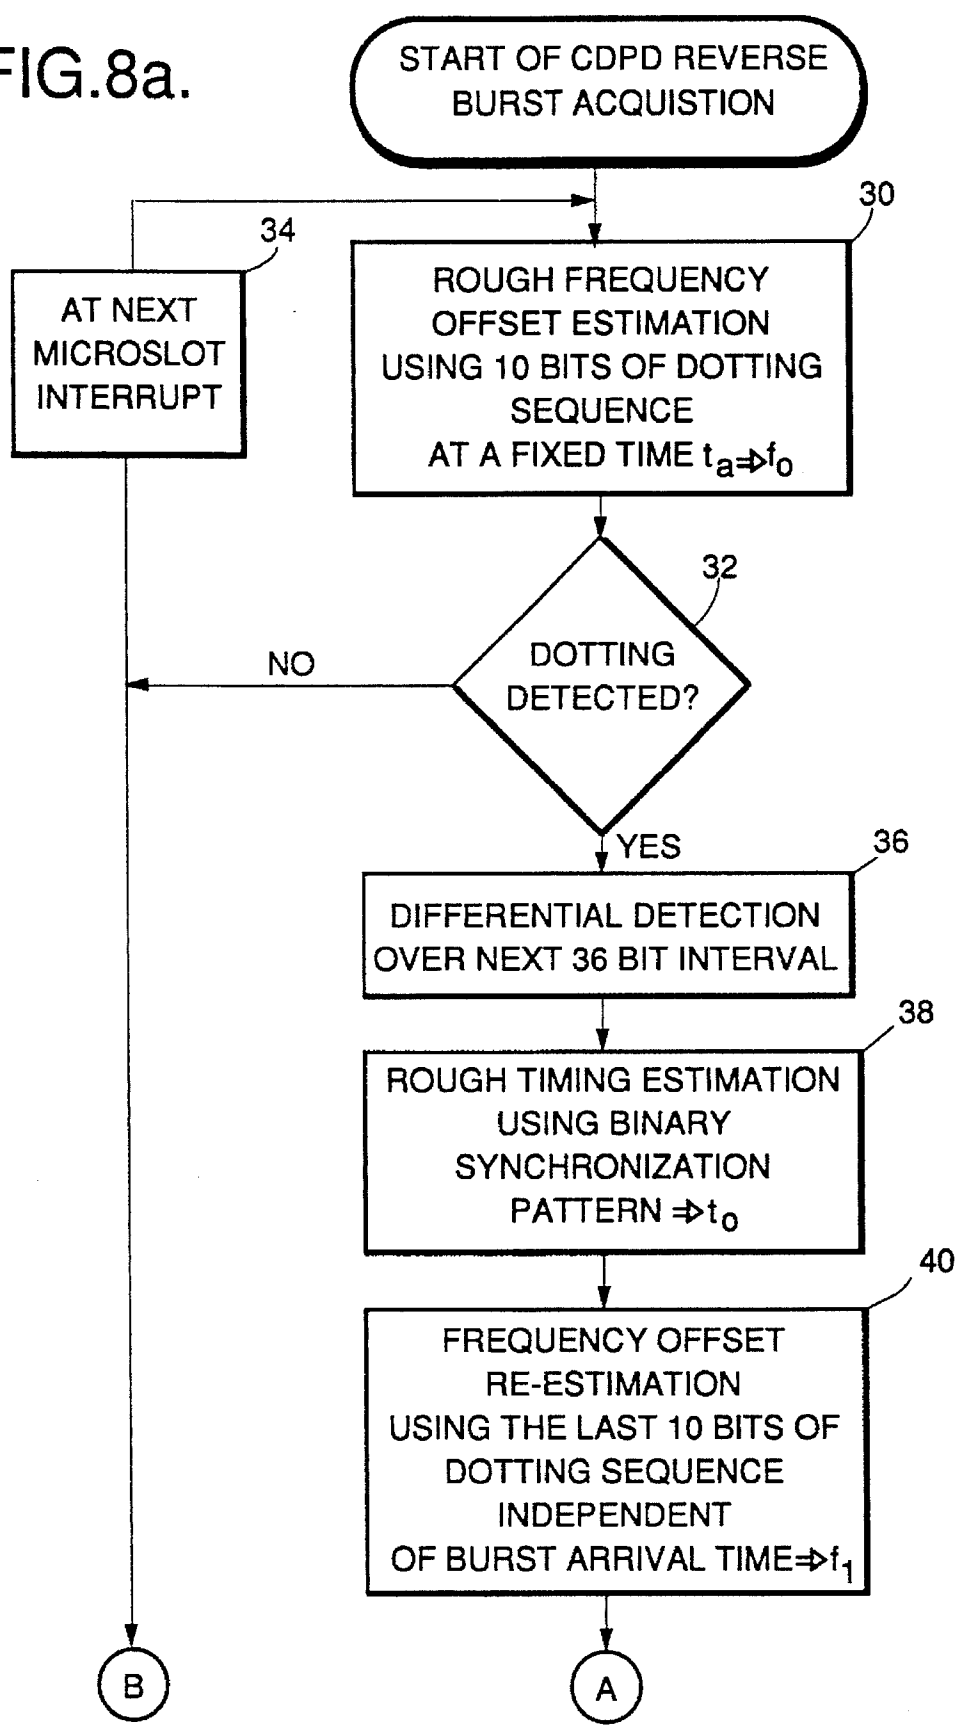 FIG.8a.
START OF CDPD REVERSE
BURST ACQUISTION
30
34
AT NEXT
MICROSLOT
INTERRUPT
ROUGH FREQUENCY
OFFSET ESTIMATION
USING 10 BITS OF DOTTING
SEQUENCE
AT A FIXED TIME tₐ⇒f₀
32
DOTTING
DETECTED?
NO
YES
36
DIFFERENTIAL DETECTION
OVER NEXT 36 BIT INTERVAL
38
ROUGH TIMING ESTIMATION
USING BINARY
SYNCHRONIZATION
PATTERN ⇒t₀
40
FREQUENCY OFFSET
RE-ESTIMATION
USING THE LAST 10 BITS OF
DOTTING SEQUENCE
INDEPENDENT
OF BURST ARRIVAL TIME⇒f₁
B
A